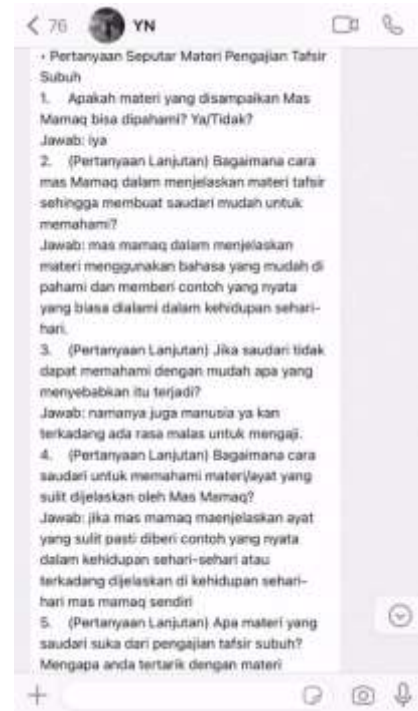 76 YN
• Pertanyaan Seputar Materi Pengajian Tafsir
Subuh
1. Apakah materi yang disampaikan Mas
Mamaq bisa dipahami? Ya/Tidak?
Jawab: iya
2. (Pertanyaan Lanjutan) Bagaimana cara
mas Mamaq dalam menjelaskan materi tafsir
sehingga membuat saudari mudah untuk
memahami?
Jawab: mas mamaq dalam menjelaskan
materi menggunakan bahasa yang mudah di
pahami dan memberi contoh yang nyata
yang biasa dialami dalam kehidupan sehari-
hari.
3. (Pertanyaan Lanjutan) Jika saudari tidak
dapat memahami dengan mudah apa yang
menyebabkan itu terjadi?
Jawab: namanya juga manusia ya kan
terkadang ada rasa malas untuk mengaji.
4. (Pertanyaan Lanjutan) Bagaimana cara
saudari untuk memahami materi/ayat yang
sulit dijelaskan oleh Mas Mamaq?
Jawab: jika mas mamaq maenjelaskan ayat
yang sulit pasti diberi contoh yang nyata
dalam kehidupan sehari-sehari atau
terkadang dijelaskan di kehidupan sehari-
hari mas mamaq sendiri
5. (Pertanyaan Lanjutan) Apa materi yang
saudari suka dari pengajian tafsir subuh?
Mengapa anda tertarik dengan materi